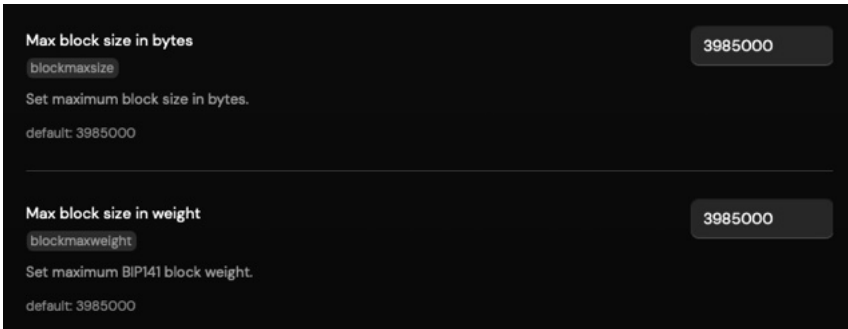 Max block size in bytes
3985000
blockmaxsize
Set maximum block size in bytes.
default: 3985000
Max block size in weight
3985000
blockmaxweight
Set maximum BIP141 block weight.
default: 3985000